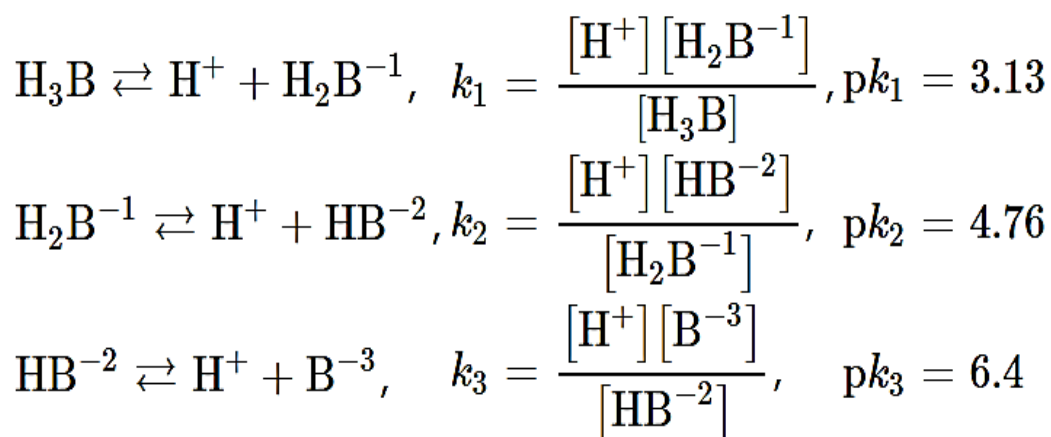 H₃B ⇄ H⁺ + H₂B⁻¹, k₁ = [H⁺][H₂B⁻¹] / [H₃B], pk₁ = 3.13
H₂B⁻¹ ⇄ H⁺ + HB⁻², k₂ = [H⁺][HB⁻²] / [H₂B⁻¹], pk₂ = 4.76
HB⁻² ⇄ H⁺ + B⁻³, k₃ = [H⁺][B⁻³] / [HB⁻²], pk₃ = 6.4